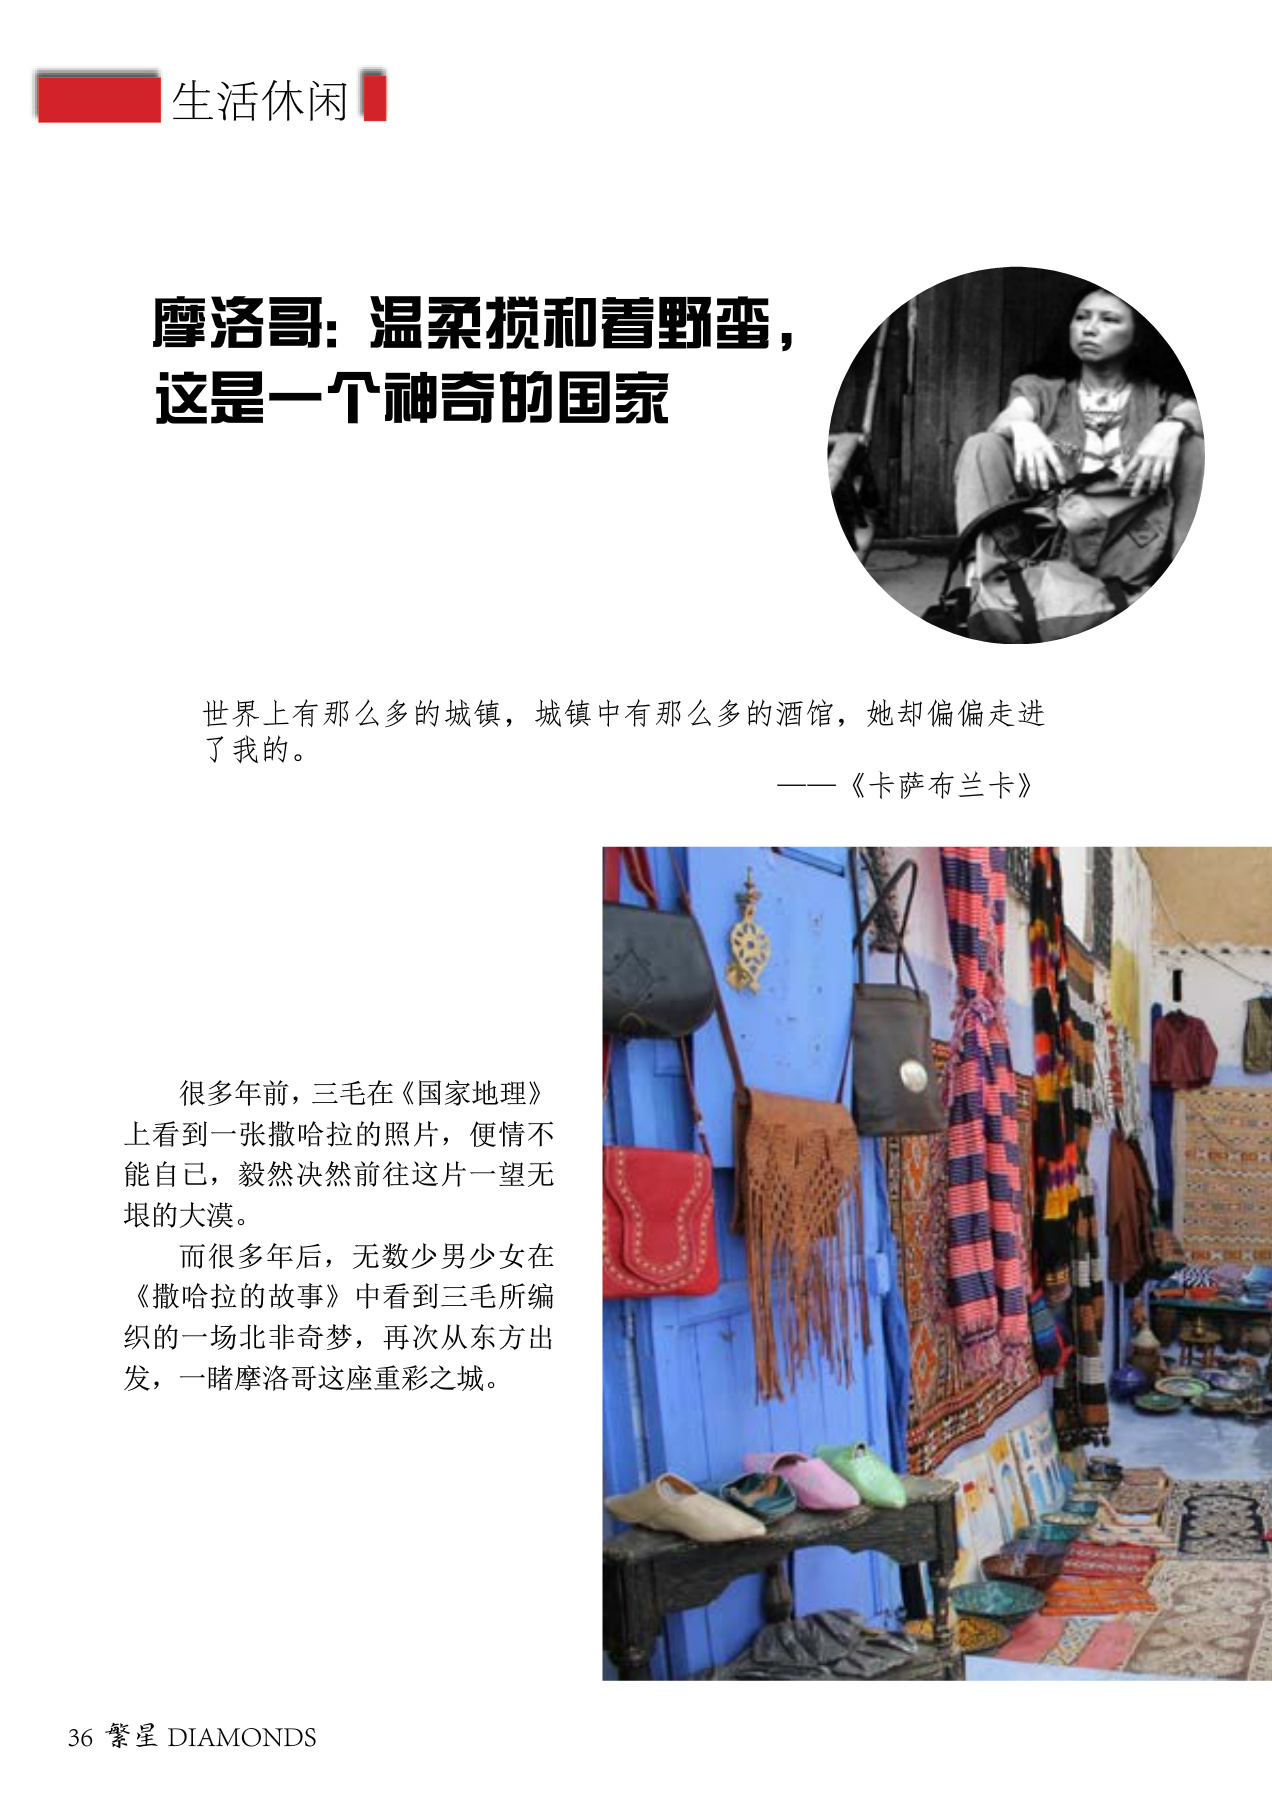 生活休闲
摩洛哥：温柔搅和着野蛮，
这是一个神奇的国家
世界上有那么多的城镇，城镇中有那么多的酒馆，她却偏偏走进
了我的。
——《卡萨布兰卡》
很多年前，三毛在《国家地理》
上看到一张撒哈拉的照片，便情不
能自己，毅然决然前往这片一望无
垠的大漠。
而很多年后，无数少男少女在
《撒哈拉的故事》中看到三毛所编
织的一场北非奇梦，再次从东方出
发，一睹摩洛哥这座重彩之城。
36 繁星 DIAMONDS